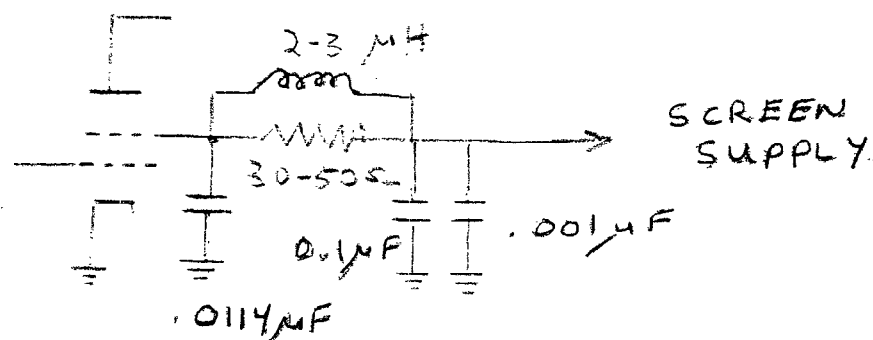 2-3 µH
SCREEN
SUPPLY
30-50Ω
0.1µF
.001µF
.0114µF